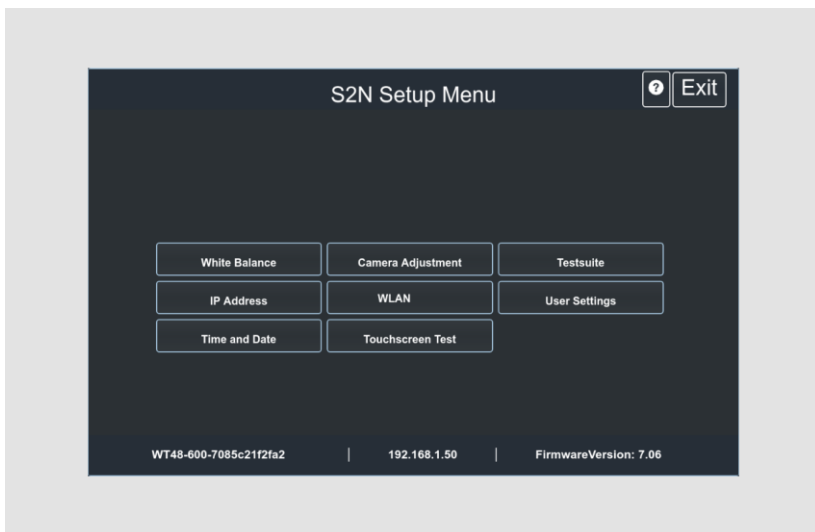 S2N Setup Menu
? Exit
White Balance Camera Adjustment Testsuite
IP Address WLAN User Settings
Time and Date Touchscreen Test
WT48-600-7085c21f2fa2 | 192.168.1.50 | FirmwareVersion: 7.06